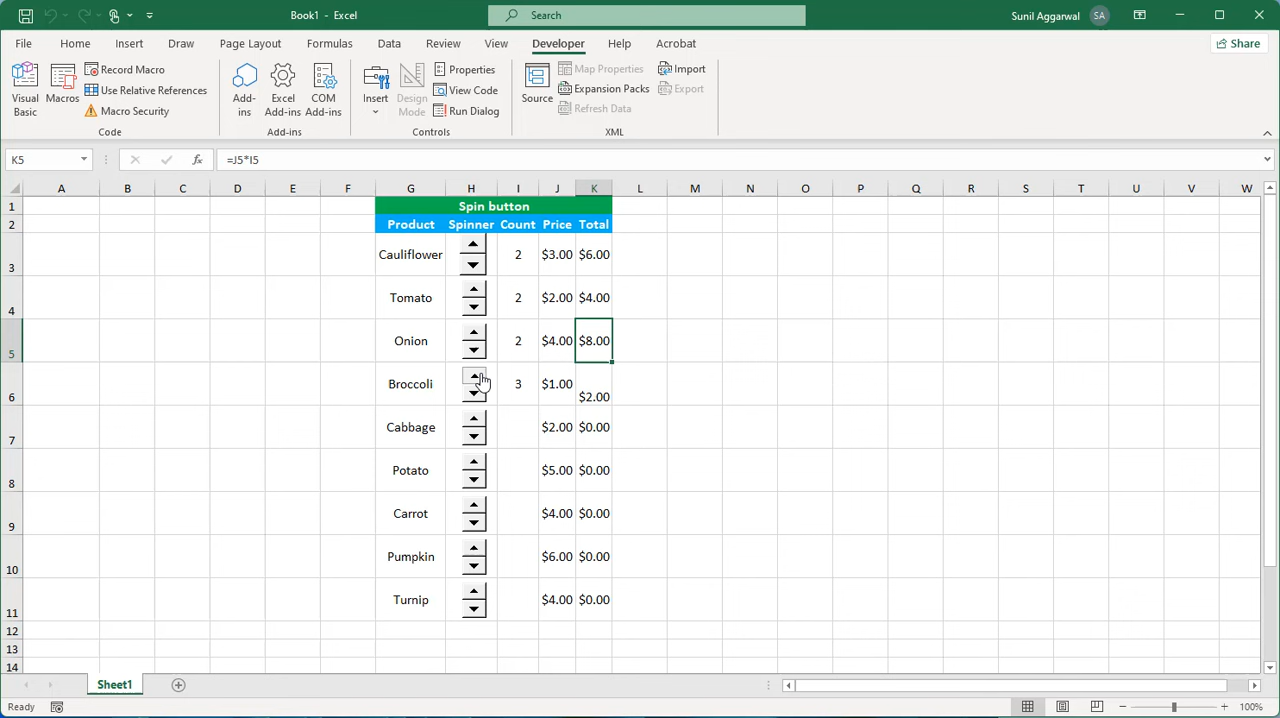 Book1 - Excel
Search
Sunil Aggarwal SA
File Home Insert Draw Page Layout Formulas Data Review View Developer Help Acrobat
Share
Visual Basic
Macros
Record Macro
Use Relative References
Macro Security
Code
Add-ins
Excel Add-ins
COM Add-ins
Add-ins
Insert
Design Mode
Properties
View Code
Run Dialog
Controls
Source
Map Properties
Expansion Packs
Refresh Data
Import
Export
XML
K5
fx
=J5*I5
A B C D E F G H I J K L M N O P Q R S T U V W
1 Spin button
2 Product Spinner Count Price Total
3 Cauliflower 2 $3.00 $6.00
4 Tomato 2 $2.00 $4.00
5 Onion 2 $4.00 $8.00
6 Broccoli 3 $1.00 $2.00
7 Cabbage $2.00 $0.00
8 Potato $5.00 $0.00
9 Carrot $4.00 $0.00
10 Pumpkin $6.00 $0.00
11 Turnip $4.00 $0.00
12
13
14
Sheet1
Ready
100%